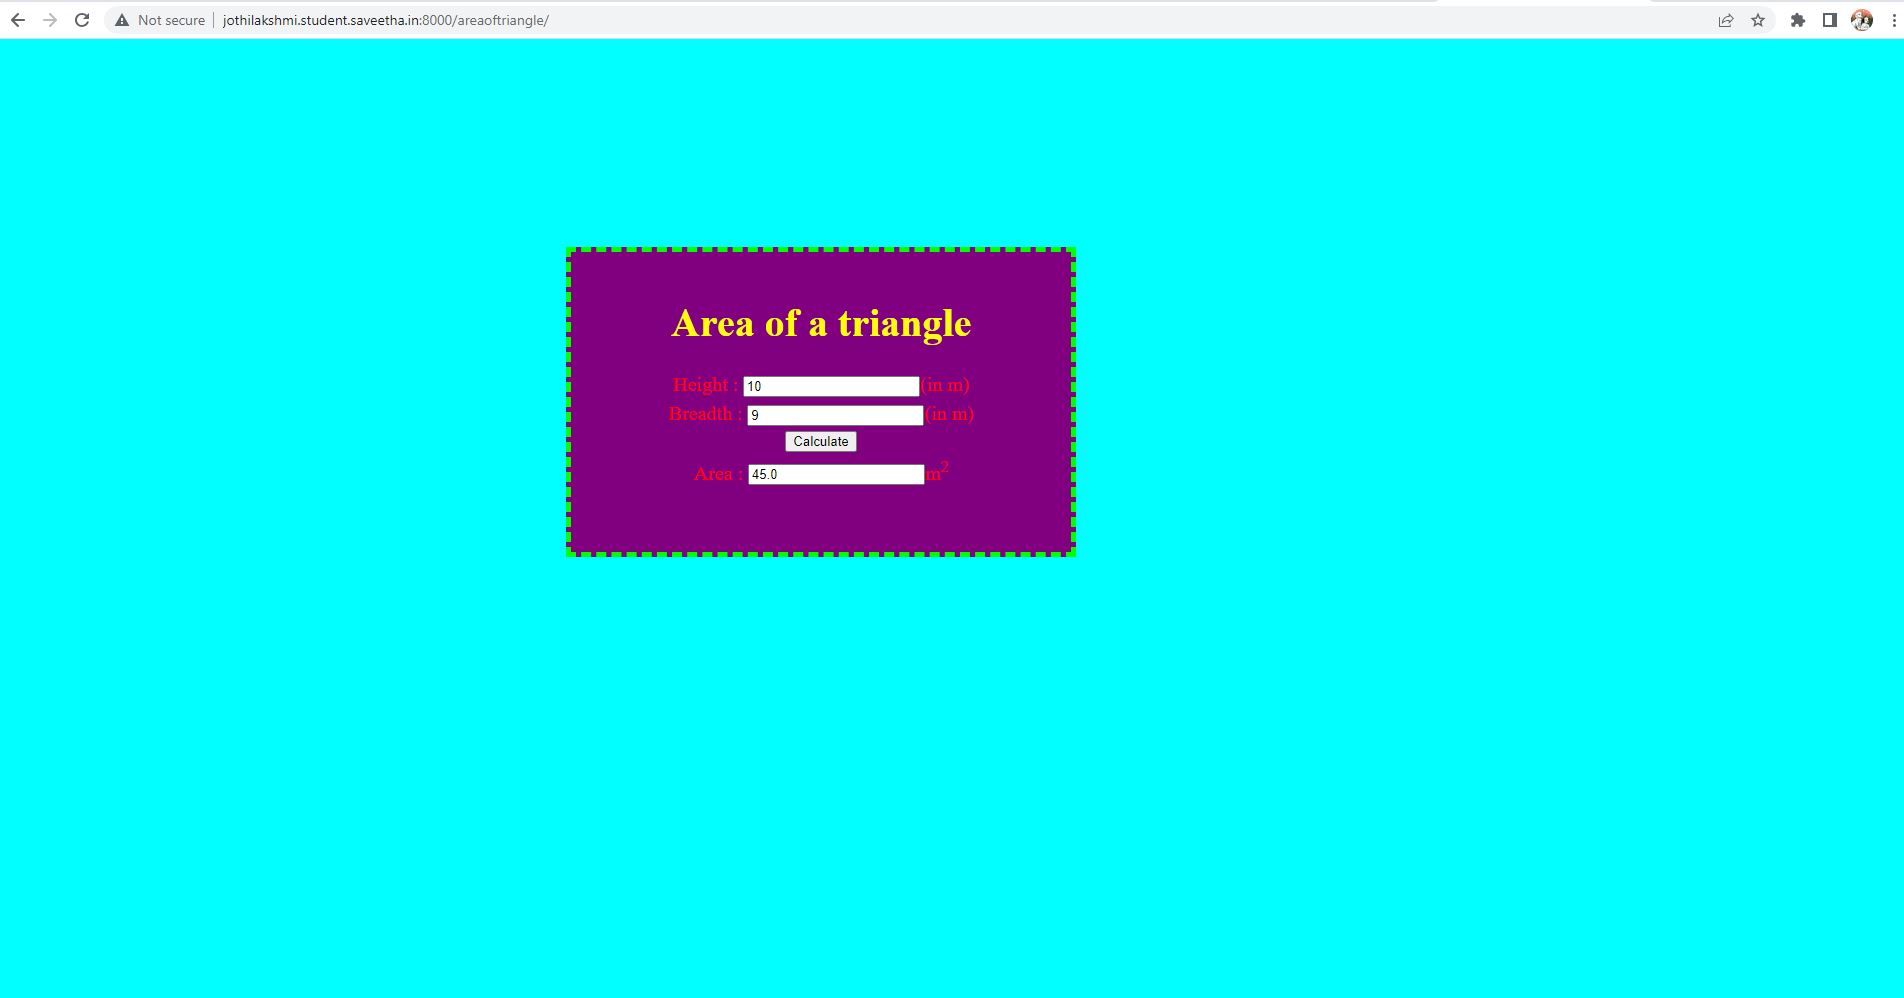 Not secure jothilakshmi.student.saveetha.in:8000/areaoftriangle/
Area of a triangle
Height : 10 (in m)
Breadth : 9 (in m)
Calculate
Area : 45.0 m²